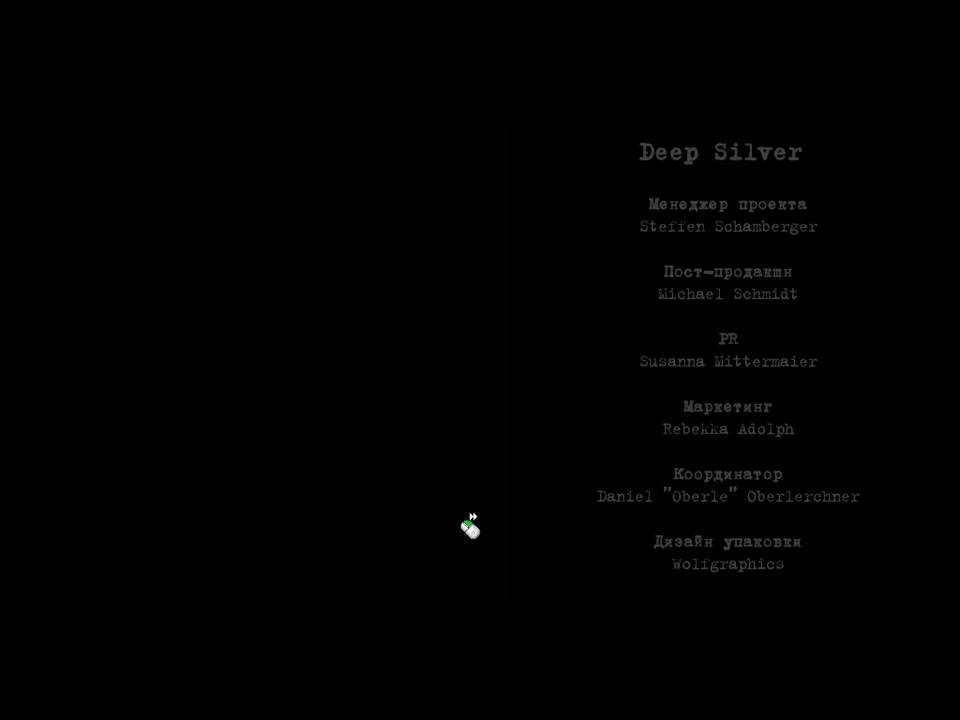 Deep Silver
Менеджер проекта
Steffen Schamberger
Пост-продакшн
Michael Schmidt
PR
Susanna Mittermaier
Маркетинг
Rebekka Adolph
Координатор
Daniel "Oberle" Oberlerchner
Дизайн упаковки
Wolfgraphics